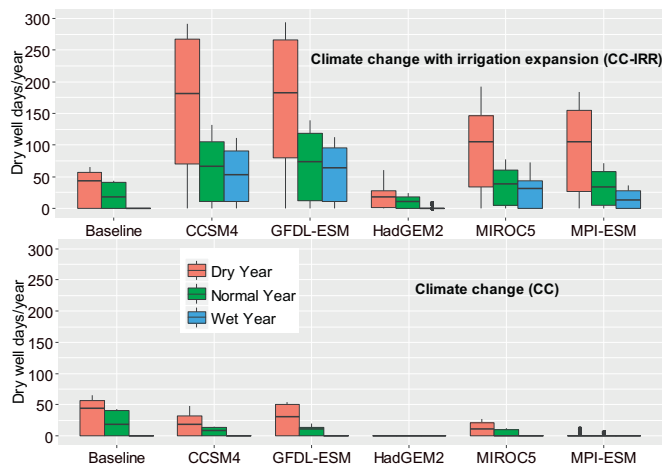 Dry well days/year
300
250
200
150
100
50
0
Climate change with irrigation expansion (CC-IRR)
Baseline CCSM4 GFDL-ESM HadGEM2 MIROC5 MPI-ESM
Dry well days/year
300
250
200
150
100
50
0
Dry Year
Normal Year
Wet Year
Climate change (CC)
Baseline CCSM4 GFDL-ESM HadGEM2 MIROC5 MPI-ESM